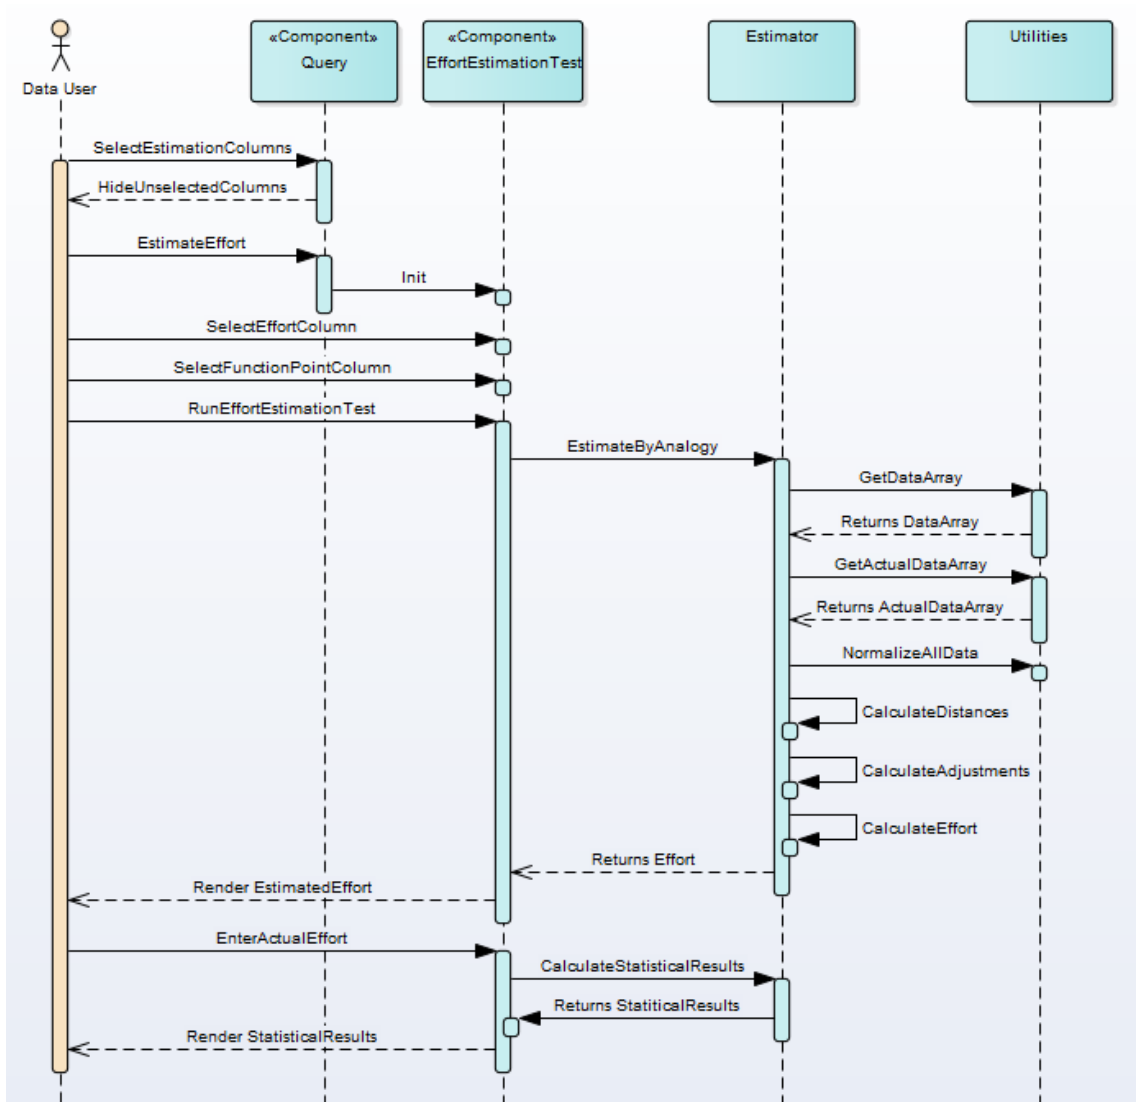 Data User
«Component»
Query
«Component»
EffortEstimationTest
Estimator
Utilities
SelectEstimationColumns
HideUnselectedColumns
EstimateEffort
Init
SelectEffortColumn
SelectFunctionPointColumn
RunEffortEstimationTest
EstimateByAnalogy
GetDataArray
Returns DataArray
GetActualDataArray
Returns ActualDataArray
NormalizeAllData
CalculateDistances
CalculateAdjustments
CalculateEffort
Returns Effort
Render EstimatedEffort
EnterActualEffort
CalculateStatisticalResults
Returns StatiticalResults
Render StatisticalResults